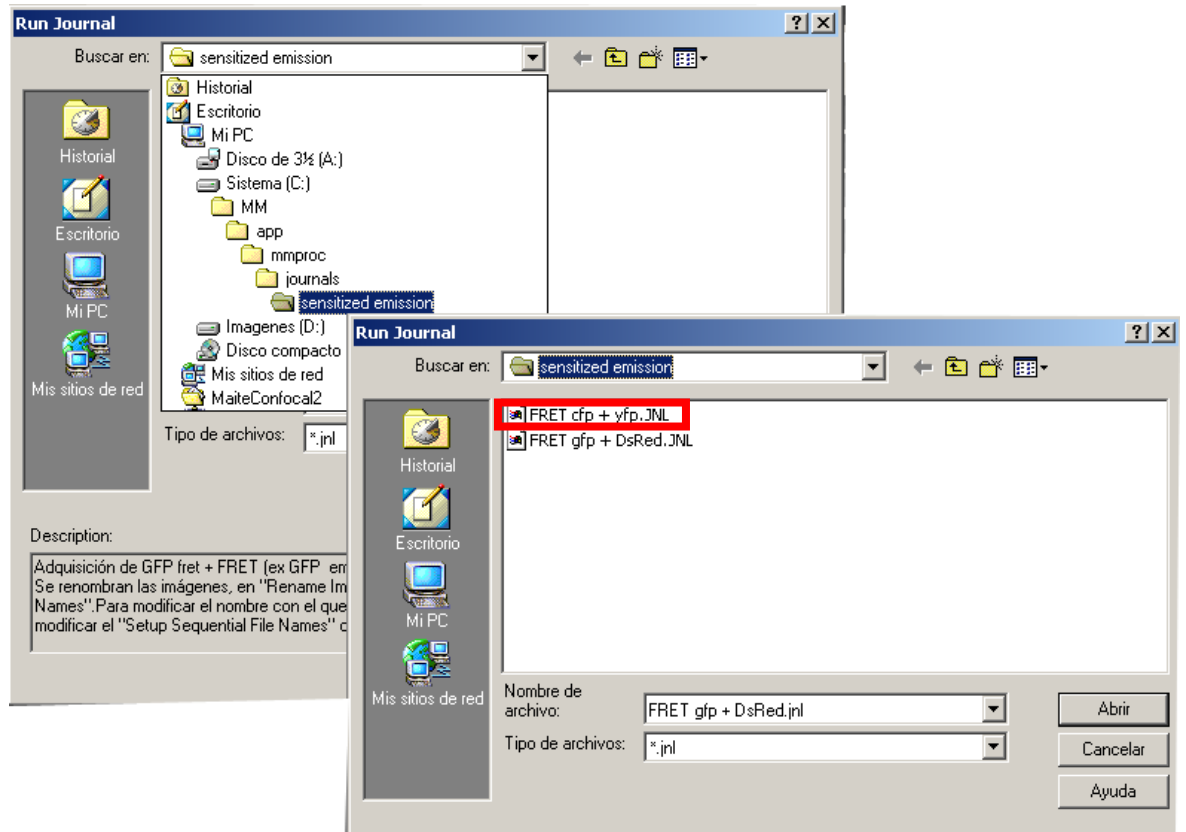 Run Journal
Buscar en:
sensitized emission
Historial
Escritorio
Mi PC
Disco de 3½ (A:)
Sistema (C:)
MM
app
mmproc
journals
sensitized emission
Imagenes (D:)
Disco compacto
Mis sitios de red
MaiteConfocal2
Historial
Escritorio
Mi PC
Mis sitios de red
Tipo de archivos:
*.jnl
Description:
Adquisición de GFP fret + FRET (ex GFP em
Se renombran las imágenes, en "Rename Im
Names".Para modificar el nombre con el que
modificar el "Setup Sequential File Names"
Run Journal
Buscar en:
sensitized emission
Historial
Escritorio
Mi PC
Mis sitios de red
FRET cfp + yfp.JNL
FRET gfp + DsRed.JNL
Nombre de
archivo:
FRET gfp + DsRed.jnl
Abrir
Tipo de archivos:
*.jnl
Cancelar
Ayuda